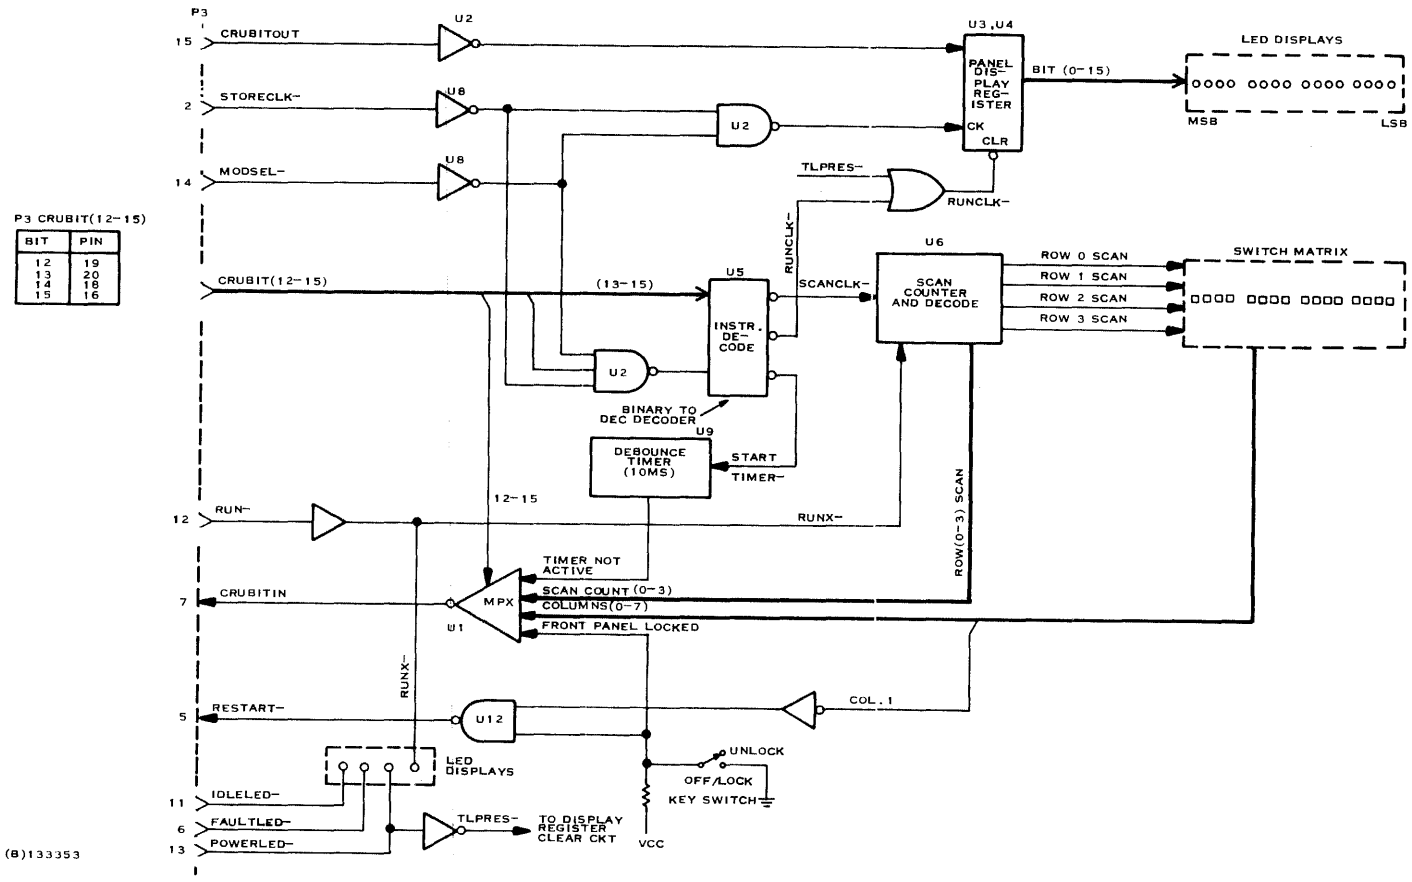 P3
15 CRUBITOUT
U2
U3,U4
PANEL
DIS-
PLAY
REG-
ISTER
CK
CLR
BIT (0-15)
LED DISPLAYS
MSB
LSB
2 STORECLK-
U8
U2
14 MODSEL-
U8
TLPRES-
RUNCLK-
RUNCLK-
P3 CRUBIT(12-15)
BIT PIN
12 19
13 20
14 18
15 16
CRUBIT(12-15)
(13-15)
U5
INSTR.
DE-
CODE
SCANCLK-
U6
SCAN
COUNTER
AND DECODE
ROW 0 SCAN
ROW 1 SCAN
ROW 2 SCAN
ROW 3 SCAN
SWITCH MATRIX
U2
BINARY TO
DEC DECODER
U9
DEBOUNCE
TIMER
(10MS)
START
TIMER-
12-15
ROW(0-3) SCAN
12 RUN-
RUNX-
TIMER NOT
ACTIVE
SCAN COUNT (0-3)
COLUMNS(0-7)
FRONT PANEL LOCKED
7 CRUBITIN
MPX
U1
RUNX-
5 RESTART-
U12
COL.1
LED
DISPLAYS
UNLOCK
OFF/LOCK
KEY SWITCH
VCC
11 IDLELED-
6 FAULTLED-
13 POWERLED-
TLPRES-
TO DISPLAY
REGISTER
CLEAR CKT
(B)133353